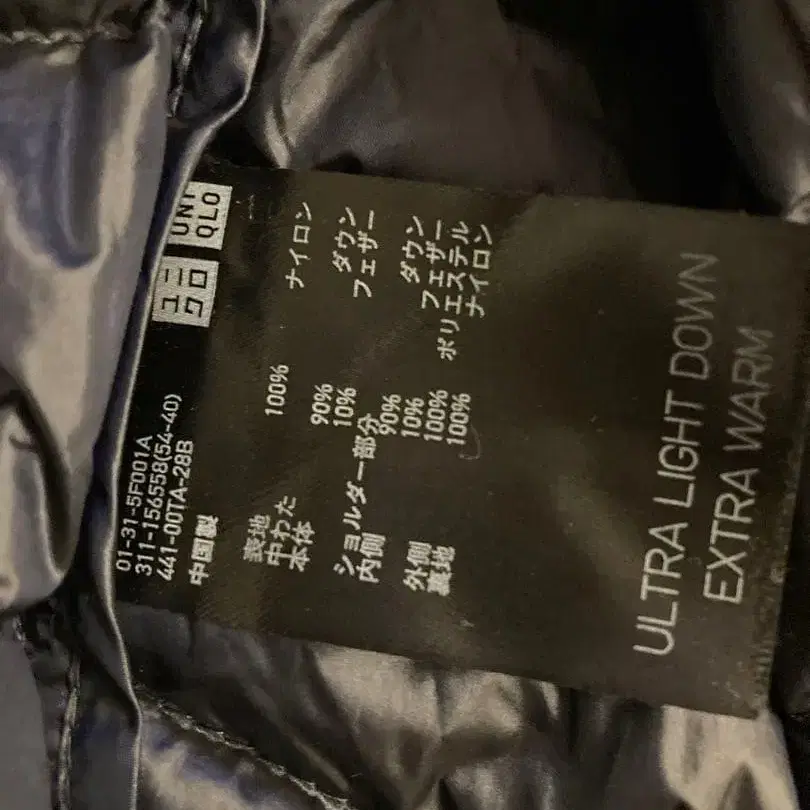 ユニクロ
UNIQLO
01-31-5F001A
311-156558(54-40)
441-00TA-28B
中国製
表地 100% ナイロン
中わた
本体 90% ダウン
10% フェザー
ショルダー部分
内側 90% ダウン
10% フェザー
外側 100% ポリエステル
裏地 100% ナイロン
ULTRA LIGHT DOWN
EXTRA WARM